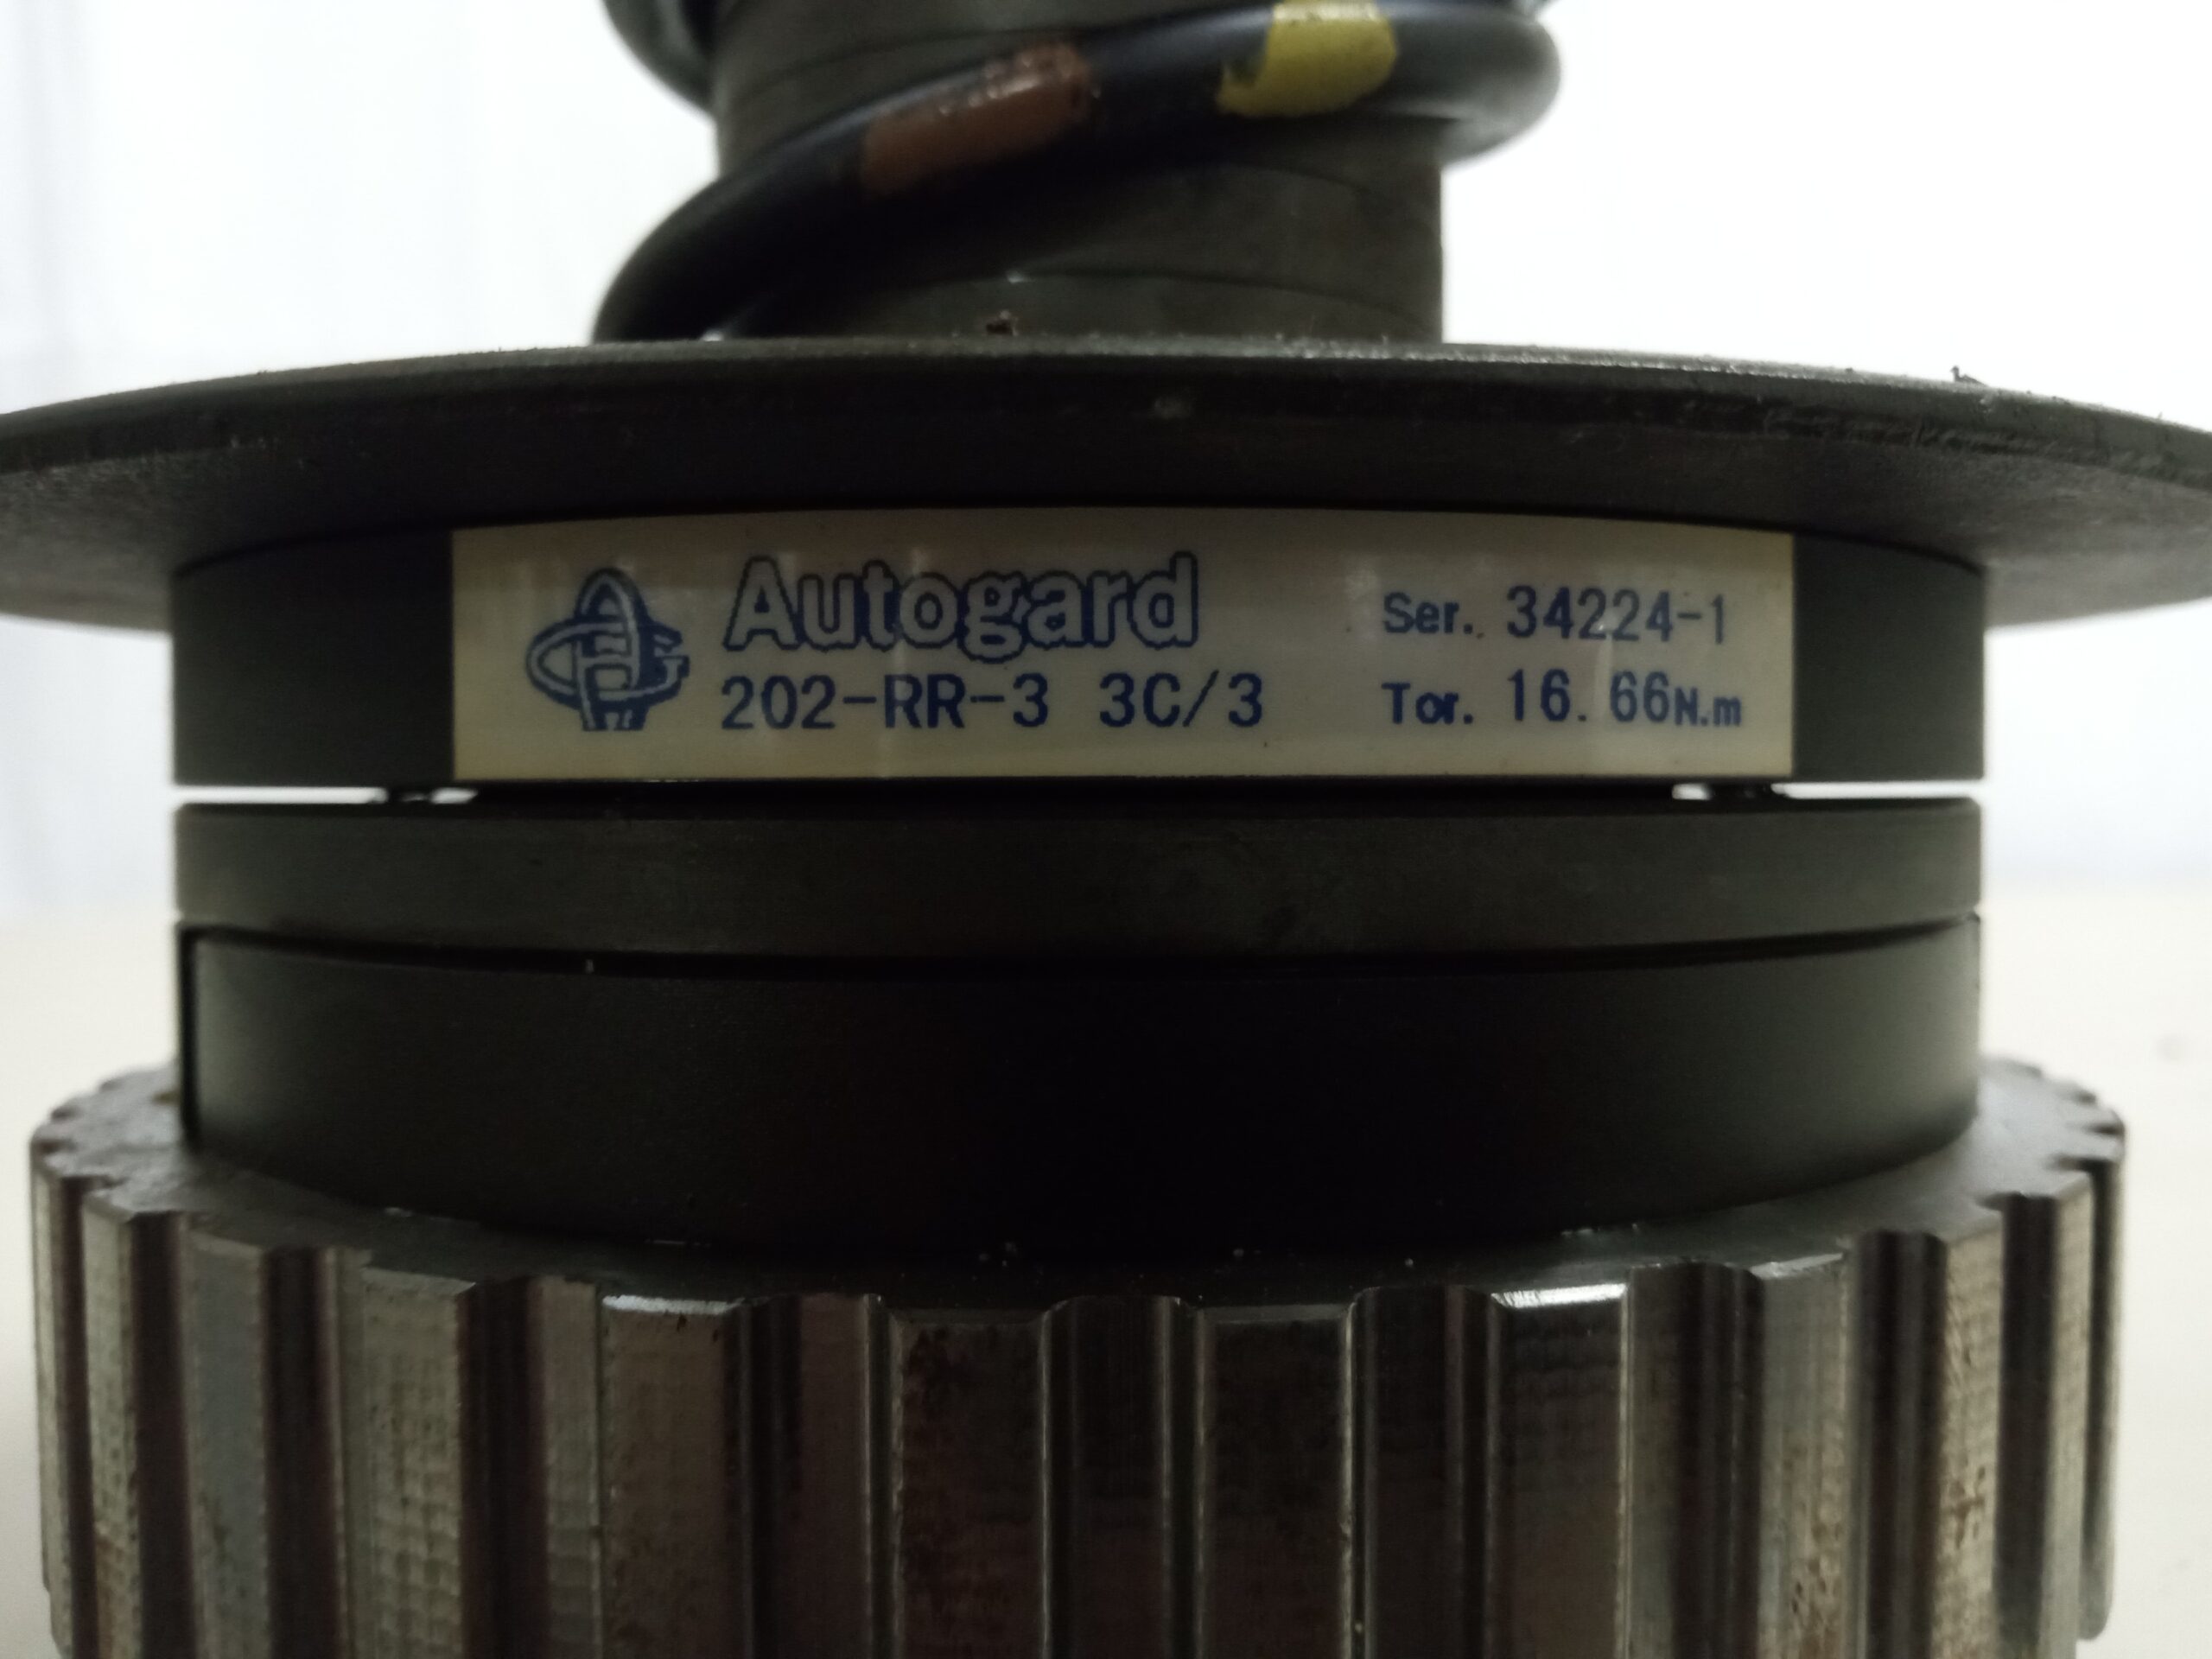 Autogard
202-RR-3 3C/3
Ser. 34224-1
Tor. 16.66N.m